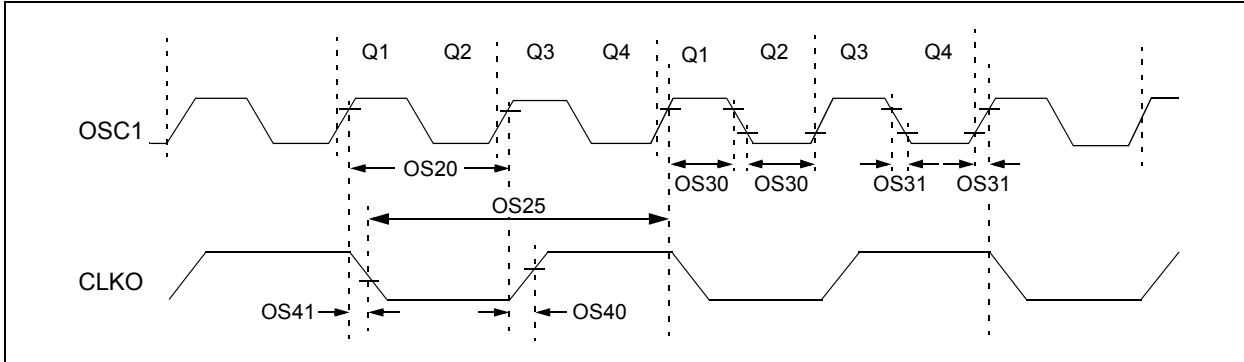 Q1 Q2 Q3 Q4 Q1 Q2 Q3 Q4
OSC1
OS20
OS30 OS30 OS31 OS31
OS25
CLKO
OS41 OS40